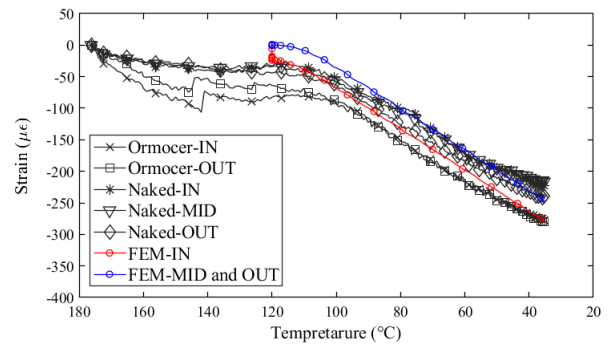 50
0
-50
-100
-150
-200
-250
-300
-350
-400
Strain (με)
Ormocer-IN
Ormocer-OUT
Naked-IN
Naked-MID
Naked-OUT
FEM-IN
FEM-MID and OUT
180 160 140 120 100 80 60 40 20
Tempretarure (°C)